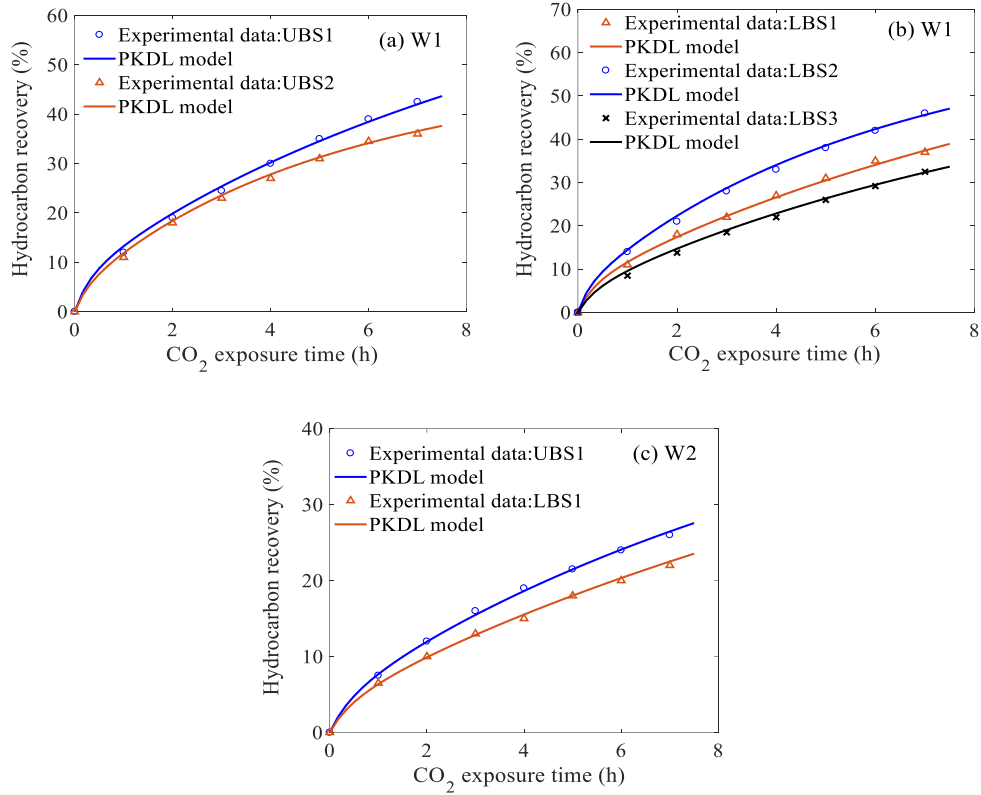 60
50
40
30
20
10
0
Hydrocarbon recovery (%)
Experimental data:UBS1
(a) W1
PKDL model
Experimental data:UBS2
PKDL model
0 2 4 6 8
CO2 exposure time (h)
70
60
50
40
30
20
10
0
Hydrocarbon recovery (%)
Experimental data:LBS1
(b) W1
PKDL model
Experimental data:LBS2
PKDL model
Experimental data:LBS3
PKDL model
0 2 4 6 8
CO2 exposure time (h)
40
30
20
10
0
Hydrocarbon recovery (%)
Experimental data:UBS1
(c) W2
PKDL model
Experimental data:LBS1
PKDL model
0 2 4 6 8
CO2 exposure time (h)